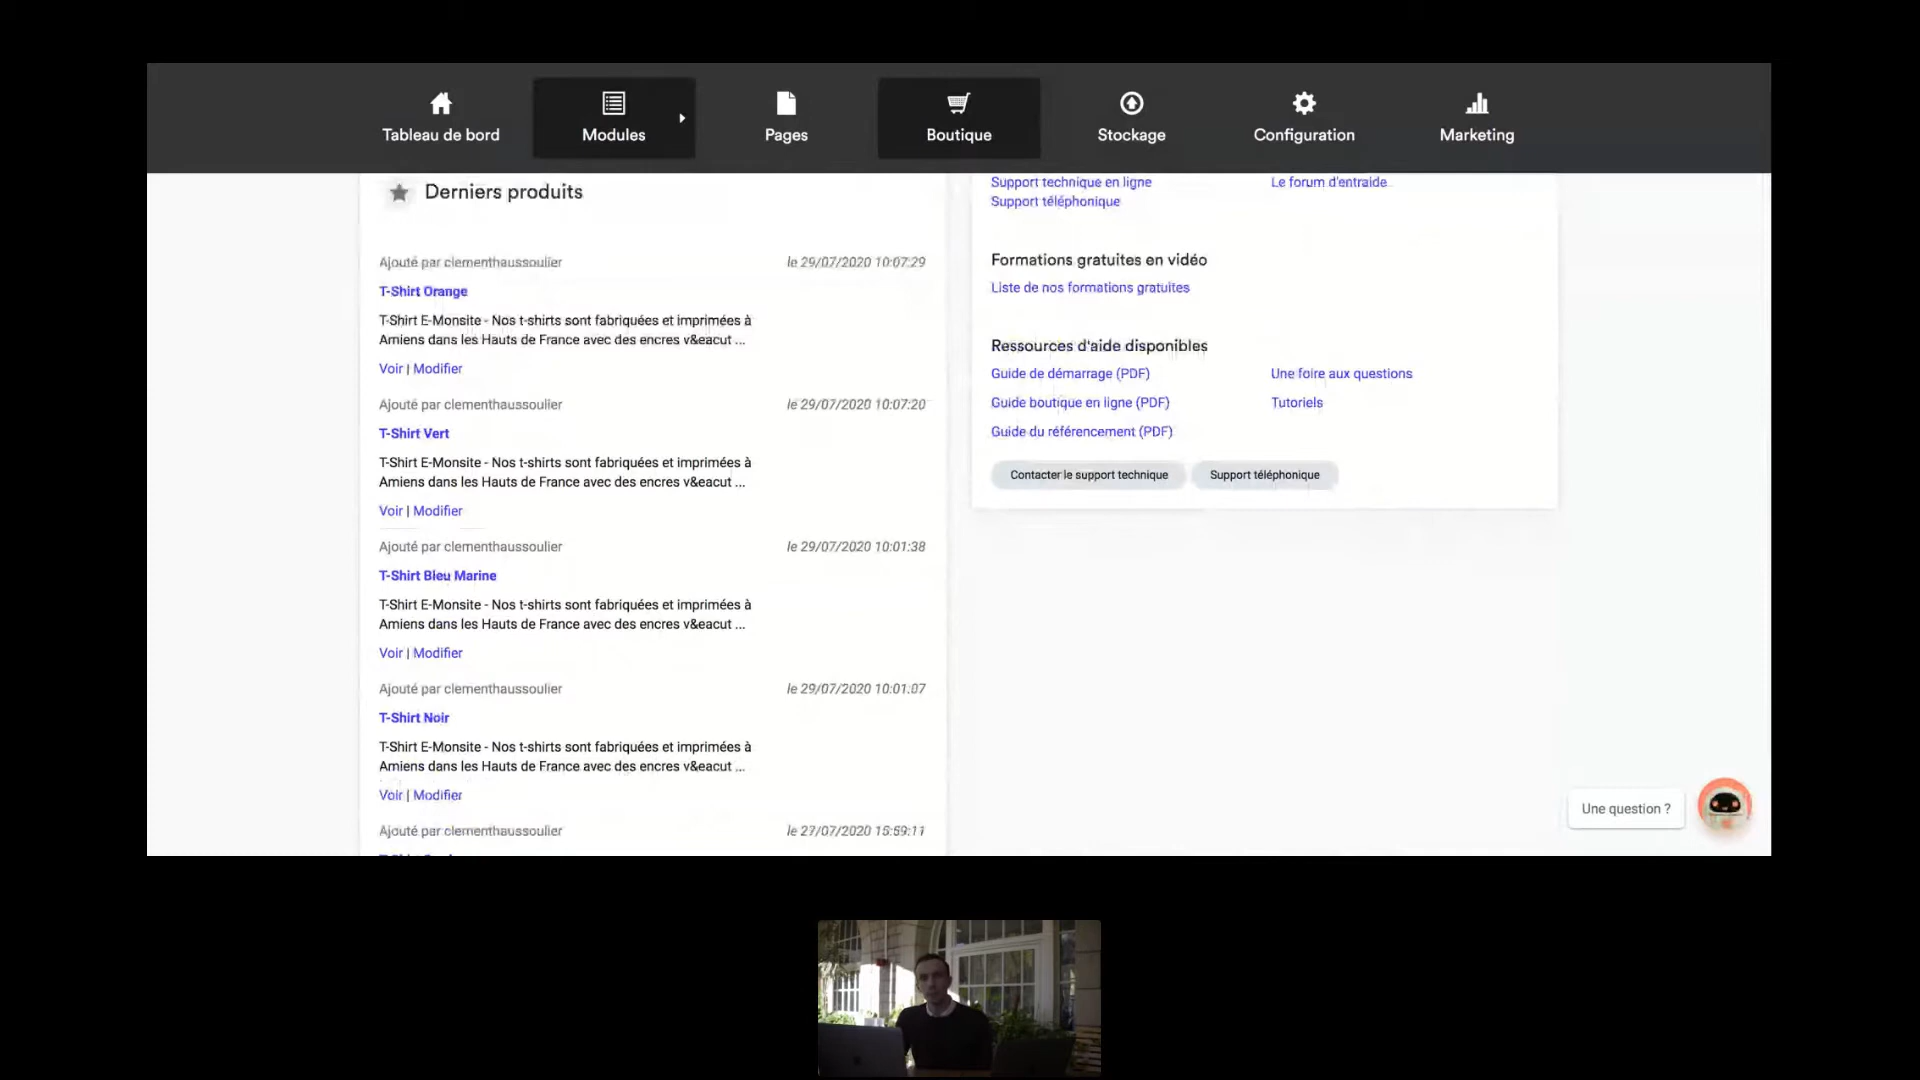 Tableau de bord
Modules
Pages
Boutique
Stockage
Configuration
Marketing
Derniers produits
Ajouté par clementhaussoulier
le 29/07/2020 10:07:29
T-Shirt Orange
T-Shirt E-Monsite - Nos t-shirts sont fabriquées et imprimées à
Amiens dans les Hauts de France avec des encres v&eacut ...
Voir | Modifier
Ajouté par clementhaussoulier
le 29/07/2020 10:07:20
T-Shirt Vert
T-Shirt E-Monsite - Nos t-shirts sont fabriquées et imprimées à
Amiens dans les Hauts de France avec des encres v&eacut ...
Voir | Modifier
Ajouté par clementhaussoulier
le 29/07/2020 10:01:38
T-Shirt Bleu Marine
T-Shirt E-Monsite - Nos t-shirts sont fabriquées et imprimées à
Amiens dans les Hauts de France avec des encres v&eacut ...
Voir | Modifier
Ajouté par clementhaussoulier
le 29/07/2020 10:01:07
T-Shirt Noir
T-Shirt E-Monsite - Nos t-shirts sont fabriquées et imprimées à
Amiens dans les Hauts de France avec des encres v&eacut ...
Voir | Modifier
Ajouté par clementhaussoulier
le 27/07/2020 15:59:11
Support technique en ligne
Le forum d'entraide
Support téléphonique
Formations gratuites en vidéo
Liste de nos formations gratuites
Ressources d'aide disponibles
Guide de démarrage (PDF)
Une foire aux questions
Guide boutique en ligne (PDF)
Tutoriels
Guide du référencement (PDF)
Contacter le support technique
Support téléphonique
Une question ?